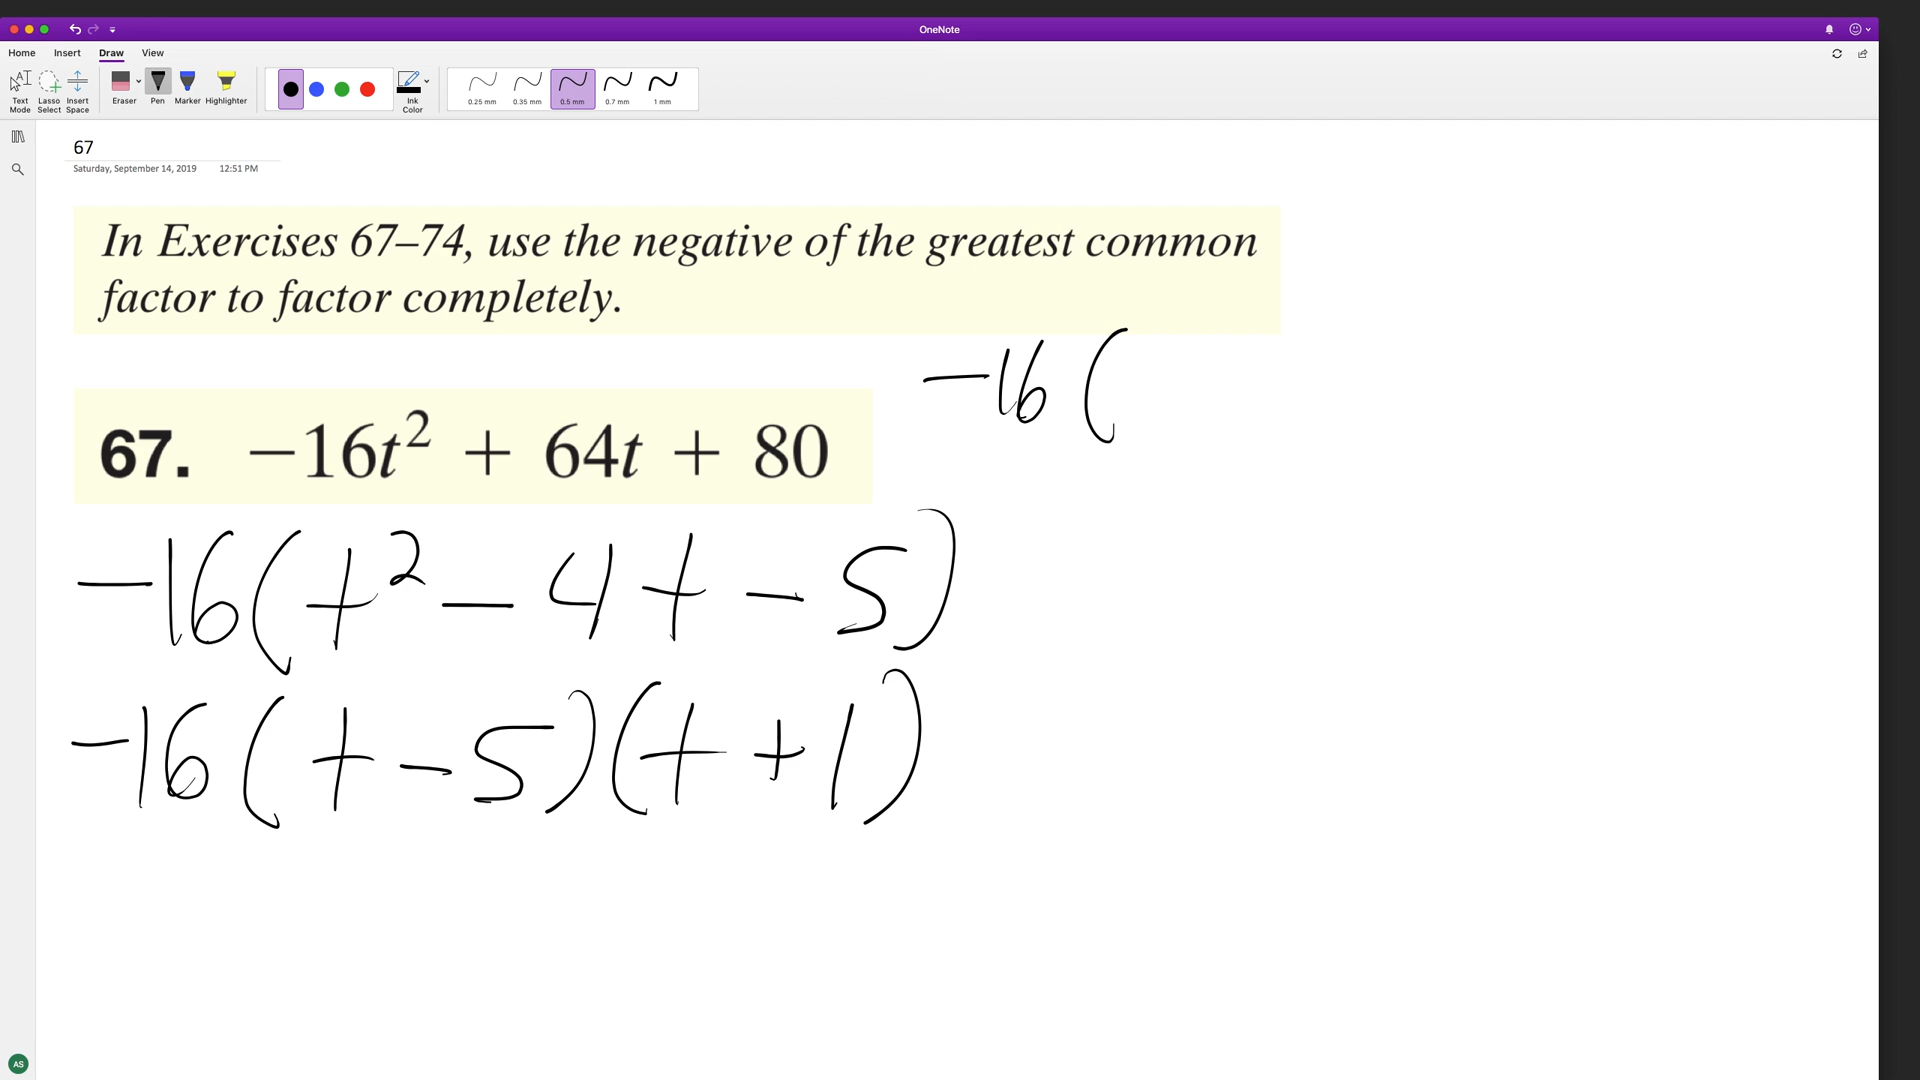 OneNote
Home Insert Draw View
Text Mode
Lasso Select
Insert Space
Eraser
Pen
Marker
Highlighter
Ink Color
0.25 mm
0.35 mm
0.5 mm
0.7 mm
1 mm
67
Saturday, September 14, 2019 12:51 PM
In Exercises 67–74, use the negative of the greatest common
factor to factor completely.
-16(
67. −16t² + 64t + 80
-16(t² - 4t - 5)
-16(t - 5)(t + 1)
AS